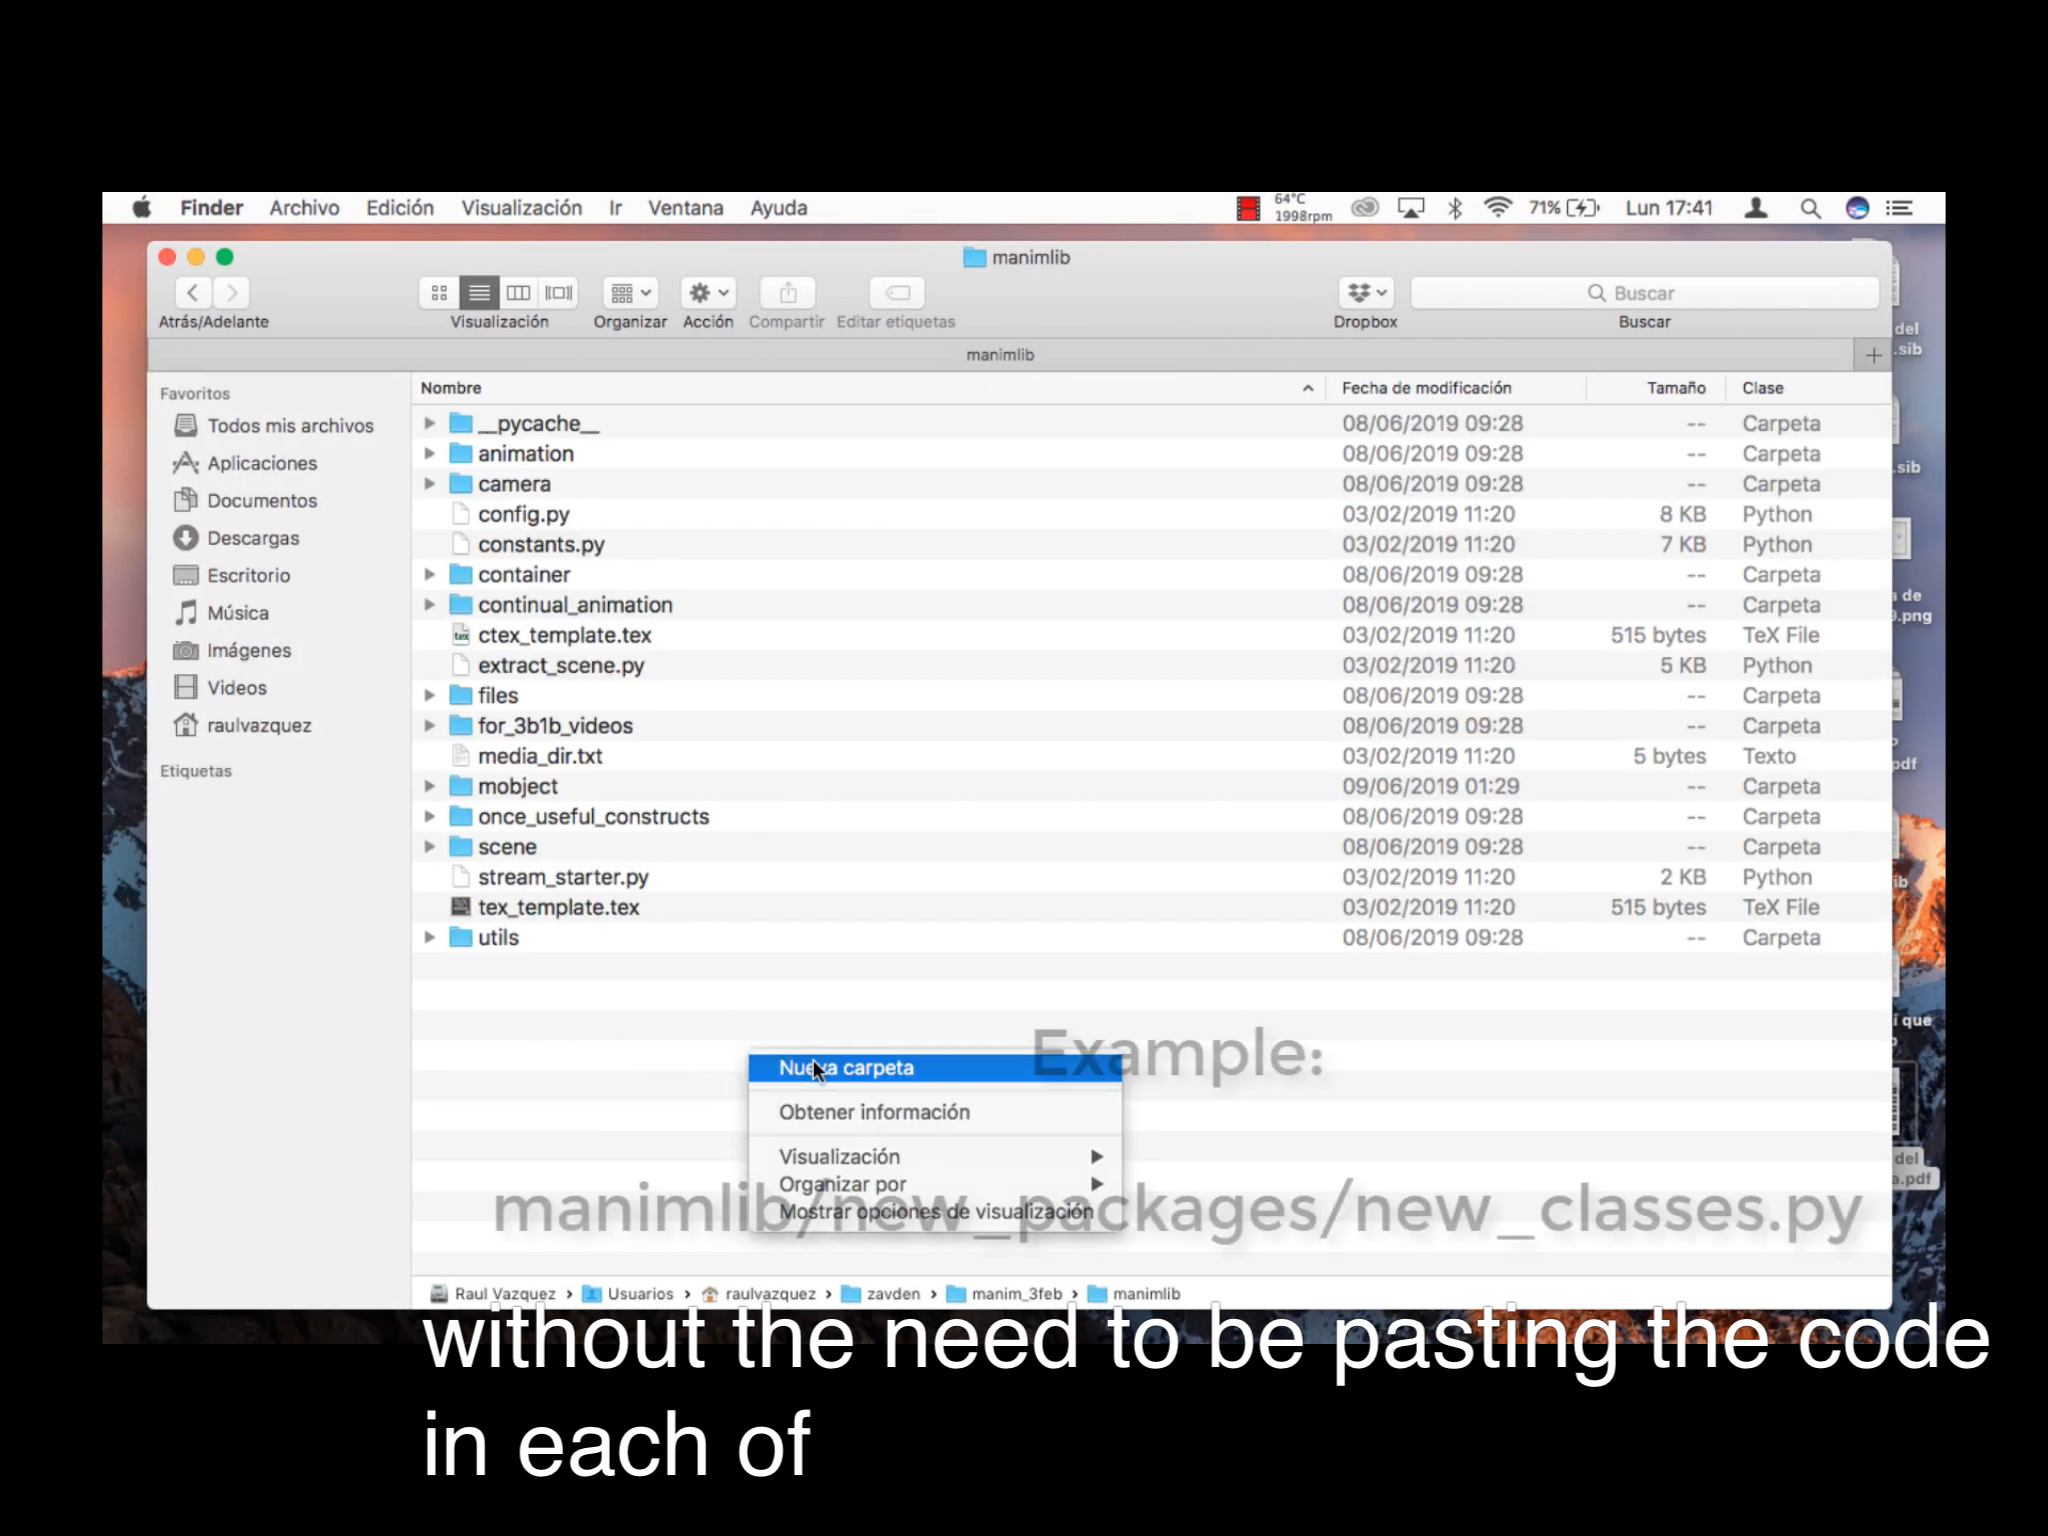 Finder Archivo Edición Visualización Ir Ventana Ayuda 64°C 1998rpm 71% Lun 17:41
manimlib
Atrás/Adelante Visualización Organizar Acción Compartir Editar etiquetas Dropbox Buscar
Buscar
manimlib
Favoritos
Todos mis archivos
Aplicaciones
Documentos
Descargas
Escritorio
Música
Imágenes
Videos
raulvazquez
Etiquetas
Nombre Fecha de modificación Tamaño Clase
__pycache__ 08/06/2019 09:28 -- Carpeta
animation 08/06/2019 09:28 -- Carpeta
camera 08/06/2019 09:28 -- Carpeta
config.py 03/02/2019 11:20 8 KB Python
constants.py 03/02/2019 11:20 7 KB Python
container 08/06/2019 09:28 -- Carpeta
continual_animation 08/06/2019 09:28 -- Carpeta
ctex_template.tex 03/02/2019 11:20 515 bytes TeX File
extract_scene.py 03/02/2019 11:20 5 KB Python
files 08/06/2019 09:28 -- Carpeta
for_3b1b_videos 08/06/2019 09:28 -- Carpeta
media_dir.txt 03/02/2019 11:20 5 bytes Texto
mobject 09/06/2019 01:29 -- Carpeta
once_useful_constructs 08/06/2019 09:28 -- Carpeta
scene 08/06/2019 09:28 -- Carpeta
stream_starter.py 03/02/2019 11:20 2 KB Python
tex_template.tex 03/02/2019 11:20 515 bytes TeX File
utils 08/06/2019 09:28 -- Carpeta
Example:
Nueva carpeta
Obtener información
Visualización
Organizar por
Mostrar opciones de visualización
manimlib/new_packages/new_classes.py
Raul Vazquez › Usuarios › raulvazquez › zavden › manim_3feb › manimlib
del
.sib
.sib
de
.png
pdf
ib
í que
del
a.pdf
without the need to be pasting the code
in each of